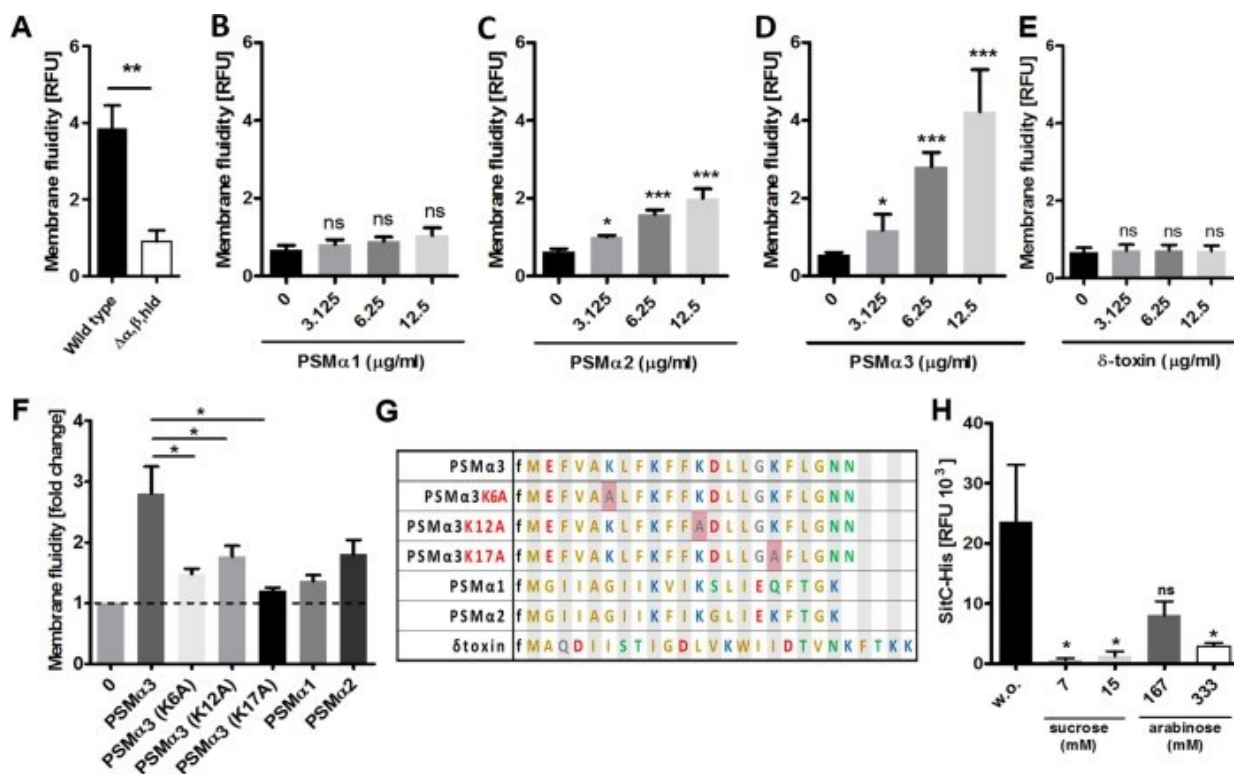 A
Membrane fluidity [RFU]
6
4
2
0
**
Wild type
Δα,β,hld
B
Membrane fluidity [RFU]
6
4
2
0
ns
ns
ns
0
3.125
6.25
12.5
PSMα1 (μg/ml)
C
Membrane fluidity [RFU]
6
4
2
0
*
***
***
0
3.125
6.25
12.5
PSMα2 (μg/ml)
D
Membrane fluidity [RFU]
6
4
2
0
*
***
***
0
3.125
6.25
12.5
PSMα3 (μg/ml)
E
Membrane fluidity [RFU]
6
4
2
0
ns
ns
ns
0
3.125
6.25
12.5
δ-toxin (μg/ml)
F
Membrane fluidity [fold change]
4
3
2
1
0
*
*
*
0
PSMα3
PSMα3 (K6A)
PSMα3 (K12A)
PSMα3 (K17A)
PSMα1
PSMα2
G
PSMα3 f M E F V A K L F K F F K D L L G K F L G N N
PSMα3K6A f M E F V A A L F K F F K D L L G K F L G N N
PSMα3K12A f M E F V A K L F K F F A D L L G K F L G N N
PSMα3K17A f M E F V A K L F K F F K D L L G A F L G N N
PSMα1 f M G I I A G I I K V I K S L I E Q F T G K
PSMα2 f M G I I A G I I K F I K G L I E K F T G K
δtoxin f M A Q D I I S T I G D L V K W I I D T V N K F T K K
H
SitC-His [RFU 10³]
40
30
20
10
0
*
*
ns
*
w.o.
7
15
167
333
sucrose
(mM)
arabinose
(mM)